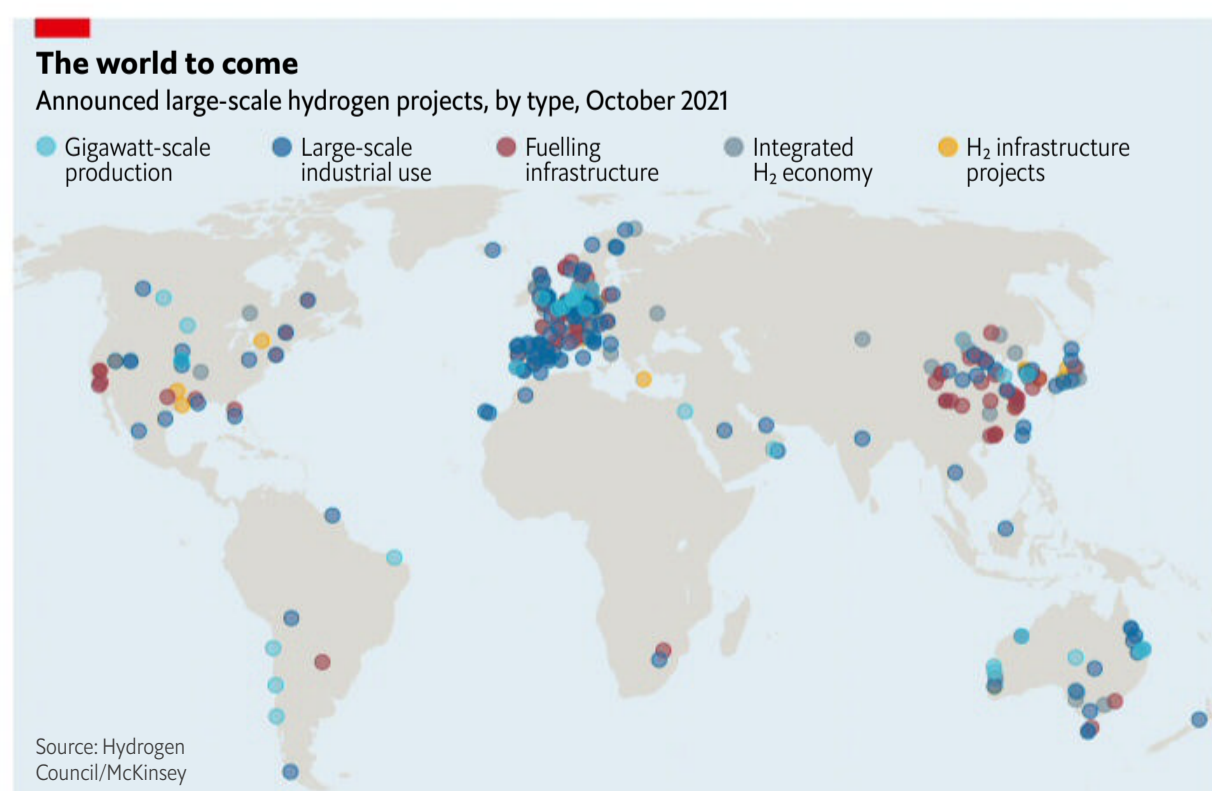 The world to come
Announced large-scale hydrogen projects, by type, October 2021
Gigawatt-scale production
Large-scale industrial use
Fuelling infrastructure
Integrated H₂ economy
H₂ infrastructure projects
Source: Hydrogen
Council/McKinsey